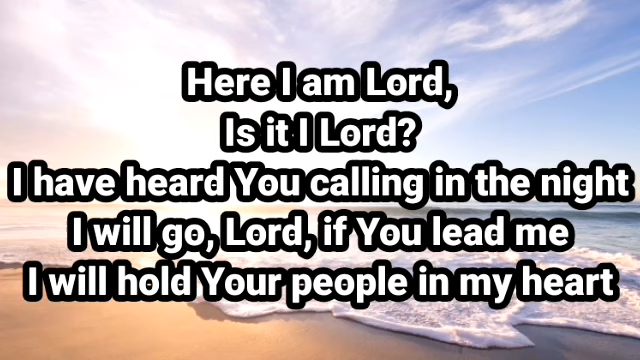 Here I am Lord,
Is it I Lord?
I have heard You calling in the night
I will go, Lord, if You lead me
I will hold Your people in my heart